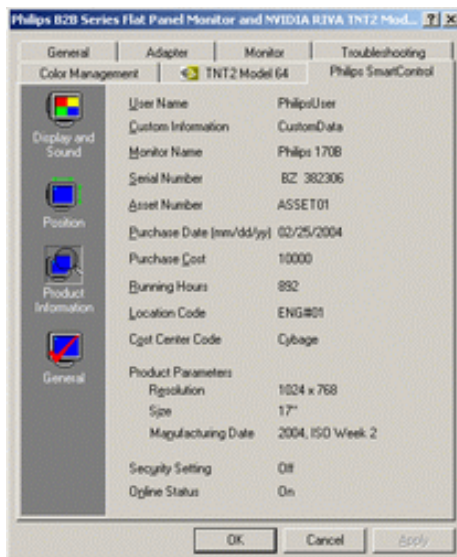 Philips B2B Series Flat Panel Monitor and NVIDIA RIVA TNT2 Mod...
General Adapter Monitor Troubleshooting
Color Management TNT2 Model 64 Philips SmartControl
Display and Sound
Position
Product Information
General
User Name PhilipsUser
Custom Information CustomData
Monitor Name Philips 170B
Serial Number BZ 382306
Asset Number ASSET01
Purchase Date (mm/dd/yy) 02/25/2004
Purchase Cost 10000
Running Hours 892
Location Code ENG#01
Cost Center Code Cybage
Product Parameters
Resolution 1024 x 768
Size 17"
Manufacturing Date 2004, ISO Week 2
Security Setting Off
Online Status On
OK Cancel Apply